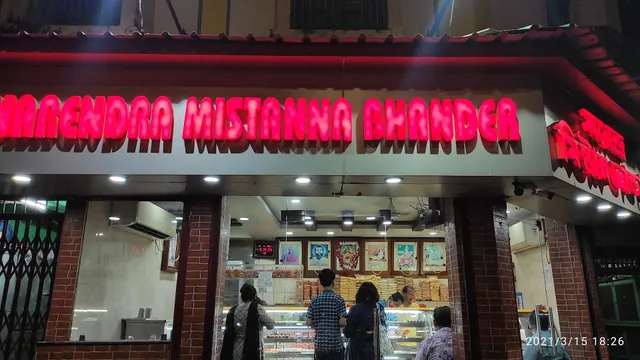 NARENDRA MISTANNA BHANDER
2021/3/15 18:26